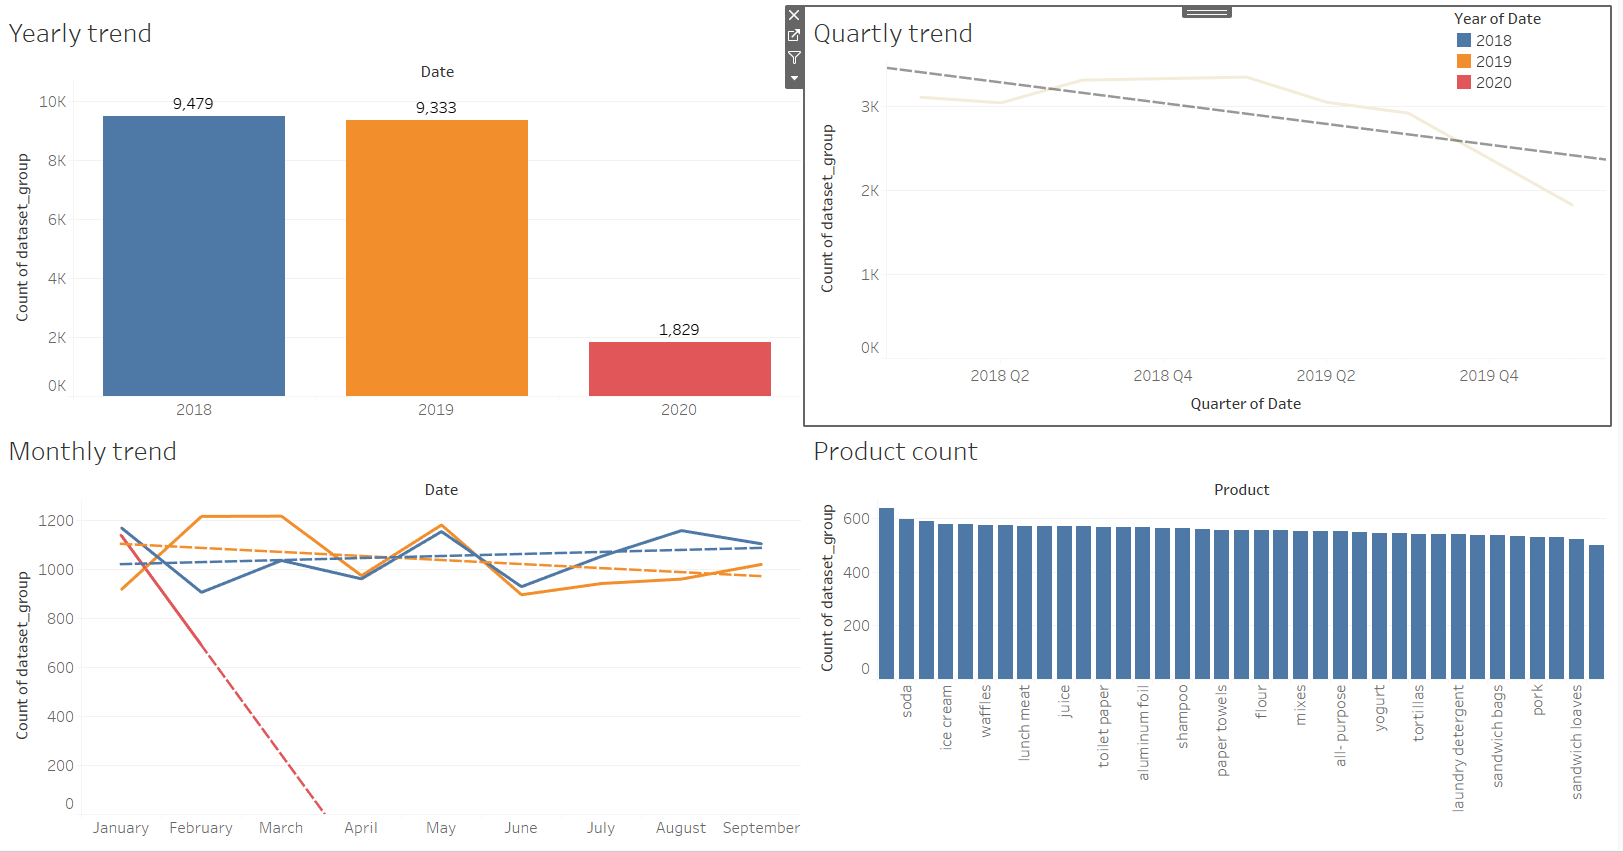 Yearly trend
Date
Count of dataset_group
10K
8K
6K
4K
2K
0K
9,479
9,333
1,829
2018
2019
2020
Quartly trend
Year of Date
2018
2019
2020
Count of dataset_group
3K
2K
1K
0K
2018 Q2
2018 Q4
2019 Q2
2019 Q4
Quarter of Date
Monthly trend
Date
Count of dataset_group
1200
1000
800
600
400
200
0
January
February
March
April
May
June
July
August
September
Product count
Product
Count of dataset_group
600
400
200
0
soda
ice cream
waffles
lunch meat
juice
toilet paper
aluminum foil
shampoo
paper towels
flour
mixes
all- purpose
yogurt
tortillas
laundry detergent
sandwich bags
pork
sandwich loaves